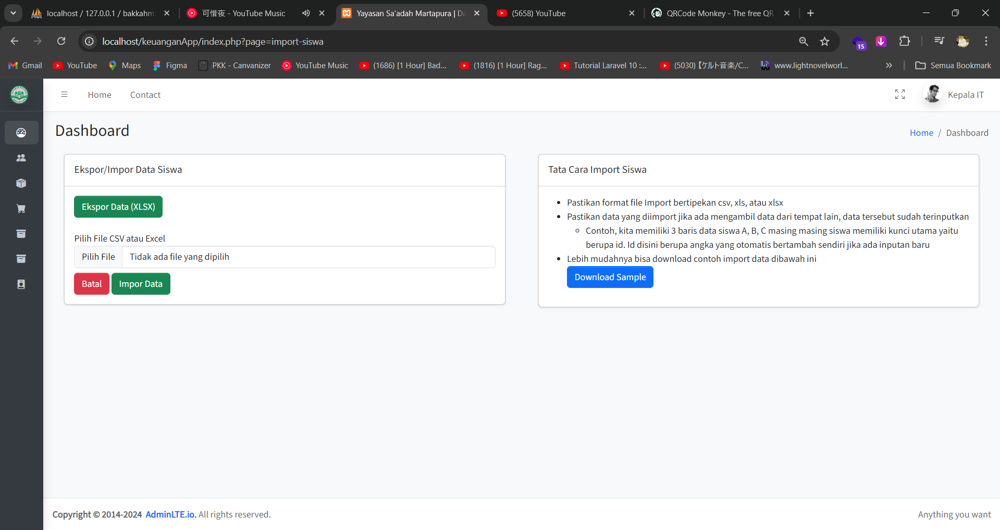 localhost / 127.0.0.1 / bakkahm
可惜夜 - YouTube Music
Yayasan Sa'adah Martapura | Da
(5658) YouTube
QRCode Monkey - The free QR
localhost/keuanganApp/index.php?page=import-siswa
15
Gmail
YouTube
Maps
Figma
PKK - Canvanizer
YouTube Music
(1686) [1 Hour] Bad...
(1816) [1 Hour] Rag...
Tutorial Laravel 10 :...
(5030) 【ケルト音楽/C...
www.lightnovelworl...
Semua Bookmark
Home
Contact
Kepala IT
Dashboard
Home / Dashboard
Ekspor/Impor Data Siswa
Ekspor Data (XLSX)
Pilih File CSV atau Excel
Pilih File
Tidak ada file yang dipilih
Batal
Impor Data
Tata Cara Import Siswa
Pastikan format file Import bertipekan csv, xls, atau xlsx
Pastikan data yang diimport jika ada mengambil data dari tempat lain, data tersebut sudah terinputkan
Contoh, kita memiliki 3 baris data siswa A, B, C masing masing siswa memiliki kunci utama yaitu
berupa id. Id disini berupa angka yang otomatis bertambah sendiri jika ada inputan baru
Lebih mudahnya bisa download contoh import data dibawah ini
Download Sample
Copyright © 2014-2024 AdminLTE.io. All rights reserved.
Anything you want